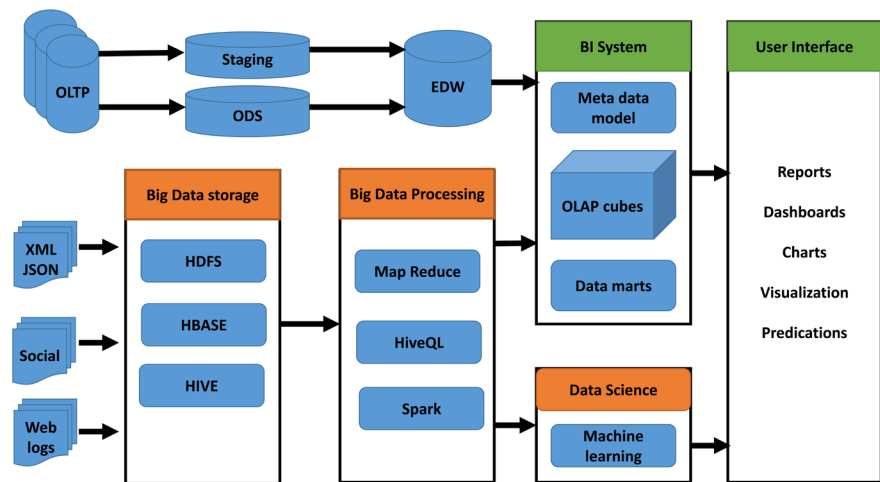 OLTP
Staging
ODS
EDW
BI System
Meta data
model
OLAP cubes
Data marts
User Interface
Reports
Dashboards
Charts
Visualization
Predications
XML
JSON
Social
Web
logs
Big Data storage
HDFS
HBASE
HIVE
Big Data Processing
Map Reduce
HiveQL
Spark
Data Science
Machine
learning